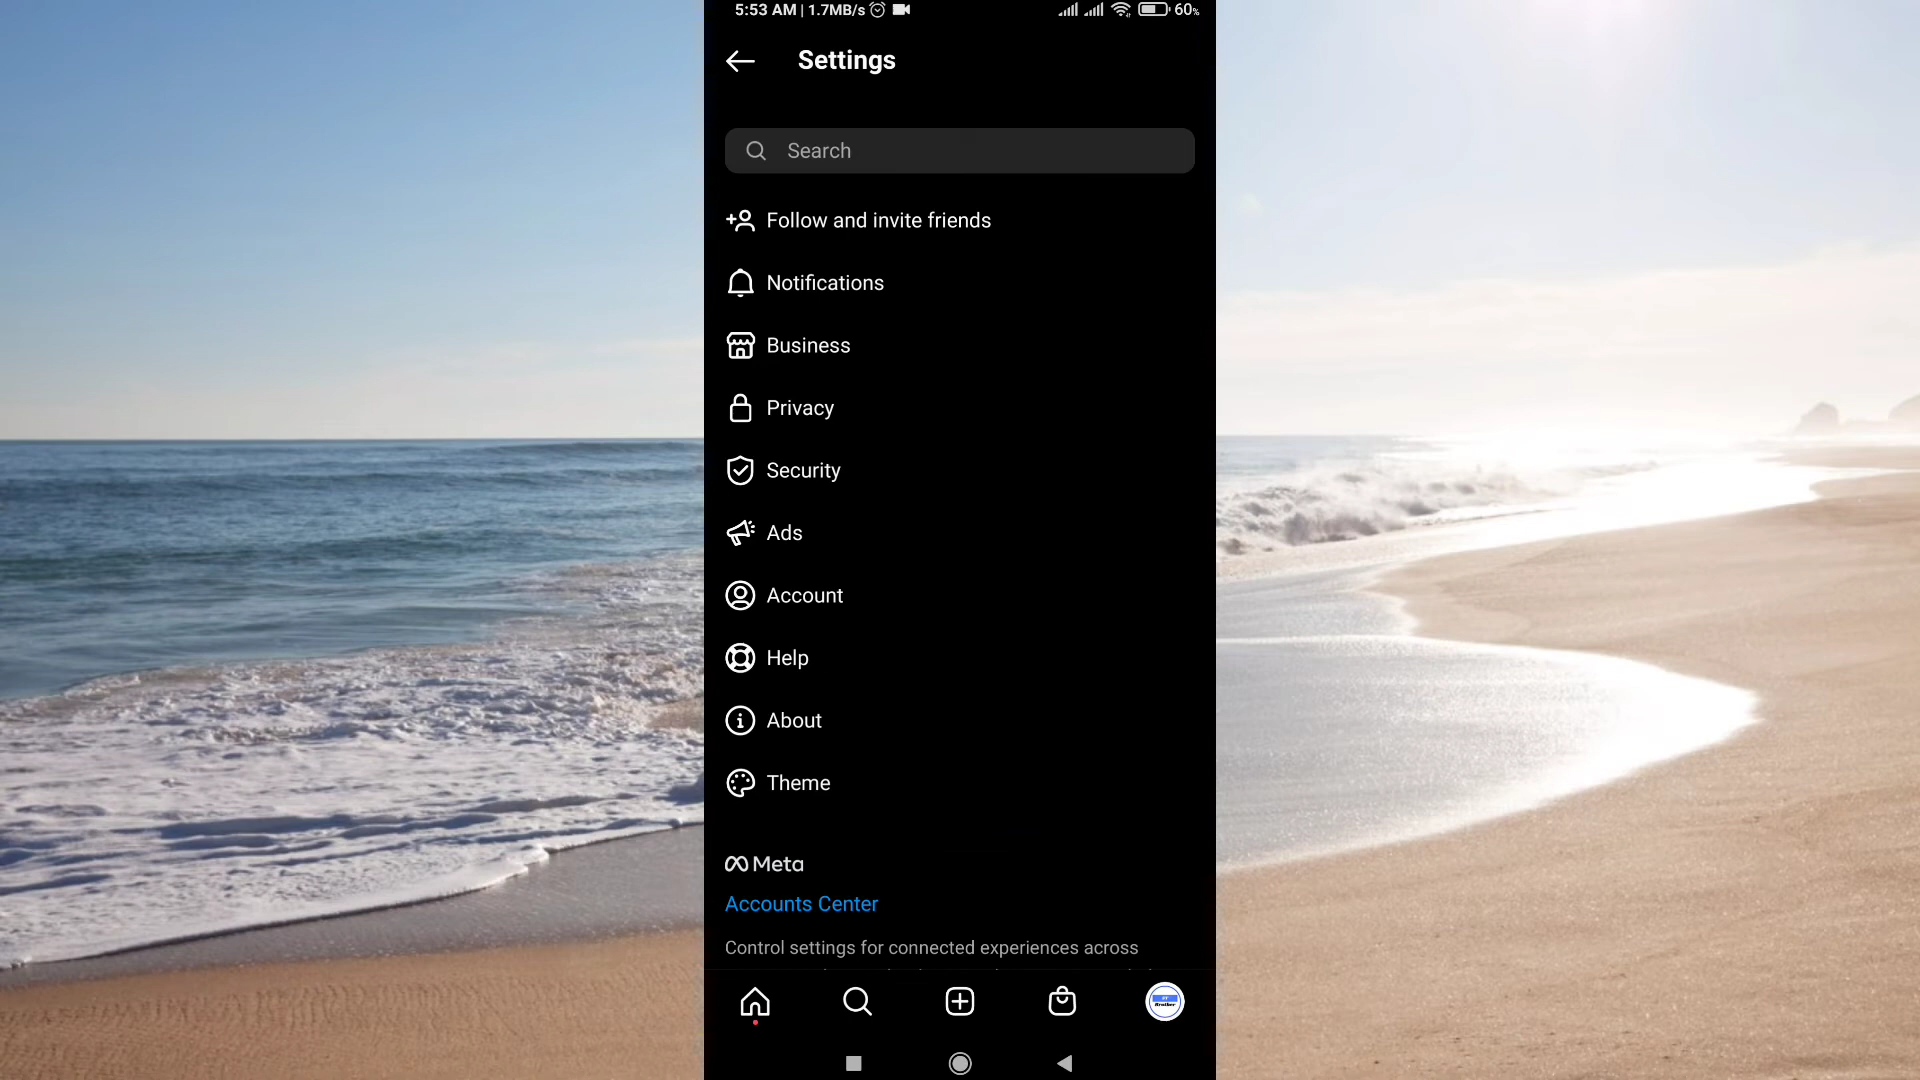 5:53 AM | 1.7MB/s 60%
Settings
Search
Follow and invite friends
Notifications
Business
Privacy
Security
Ads
Account
Help
About
Theme
Meta
Accounts Center
Control settings for connected experiences across